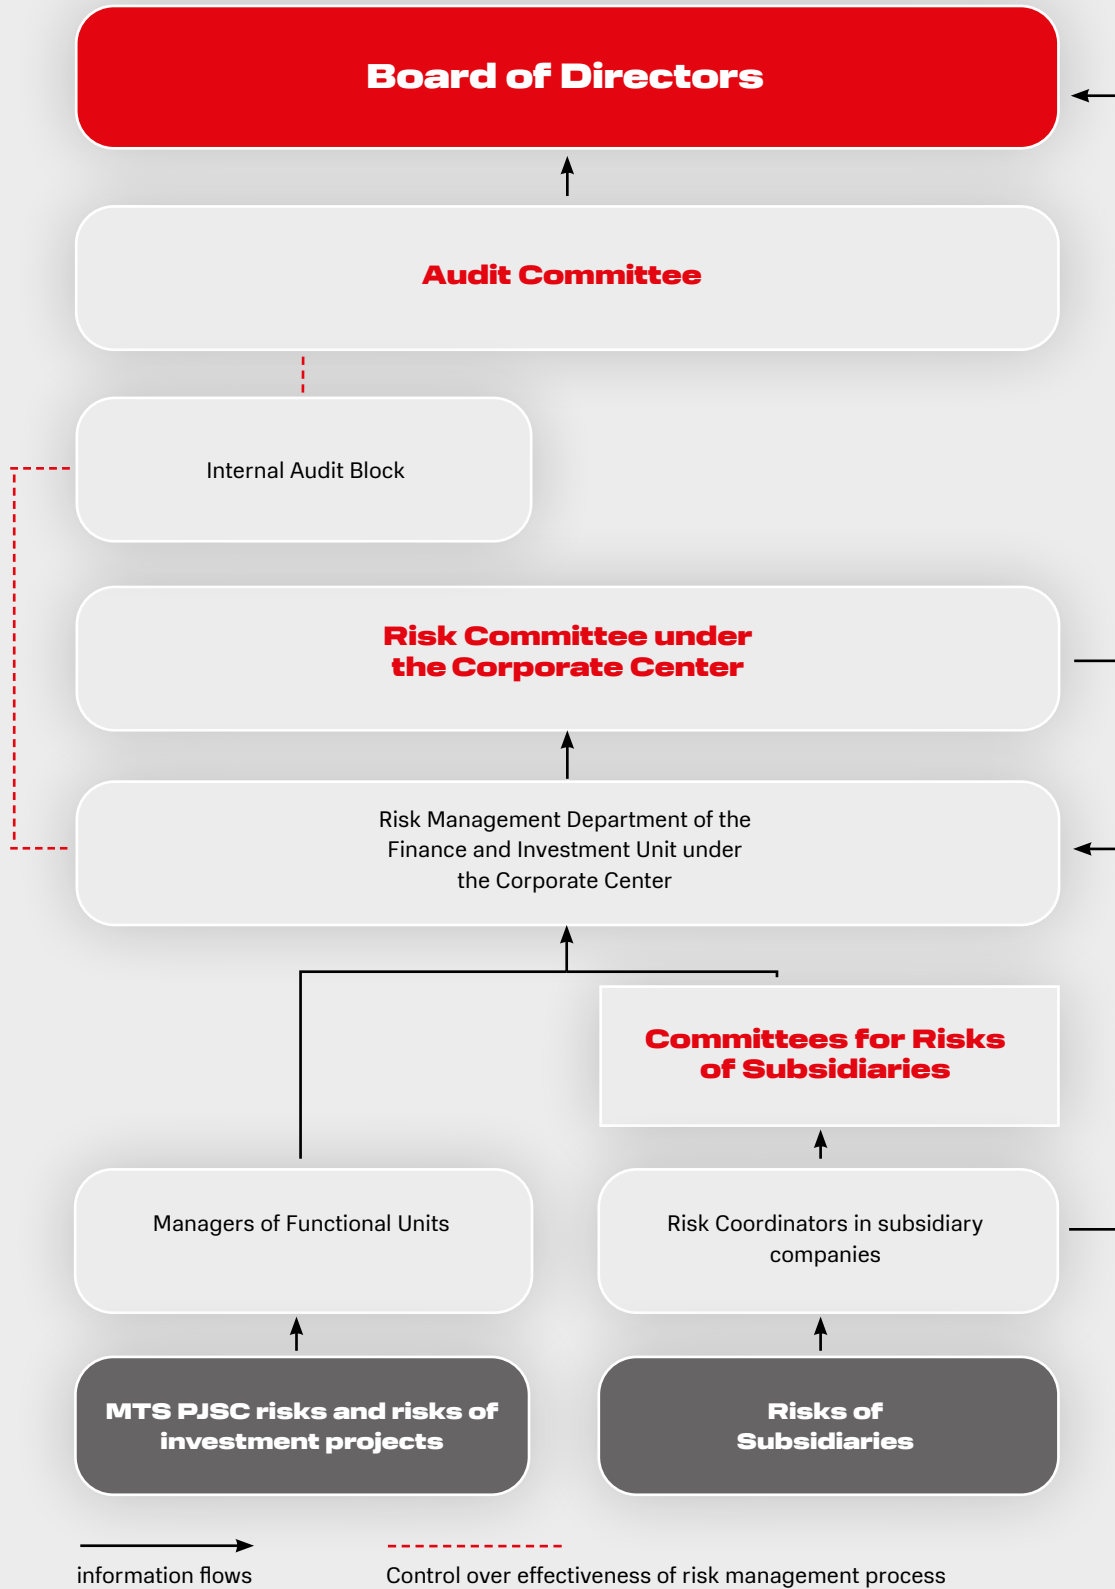 Board of Directors
Audit Committee
Internal Audit Block
Risk Committee under
the Corporate Center
Risk Management Department of the
Finance and Investment Unit under
the Corporate Center
Committees for Risks
of Subsidiaries
Managers of Functional Units
Risk Coordinators in subsidiary
companies
MTS PJSC risks and risks of
investment projects
Risks of
Subsidiaries
information flows
Control over effectiveness of risk management process